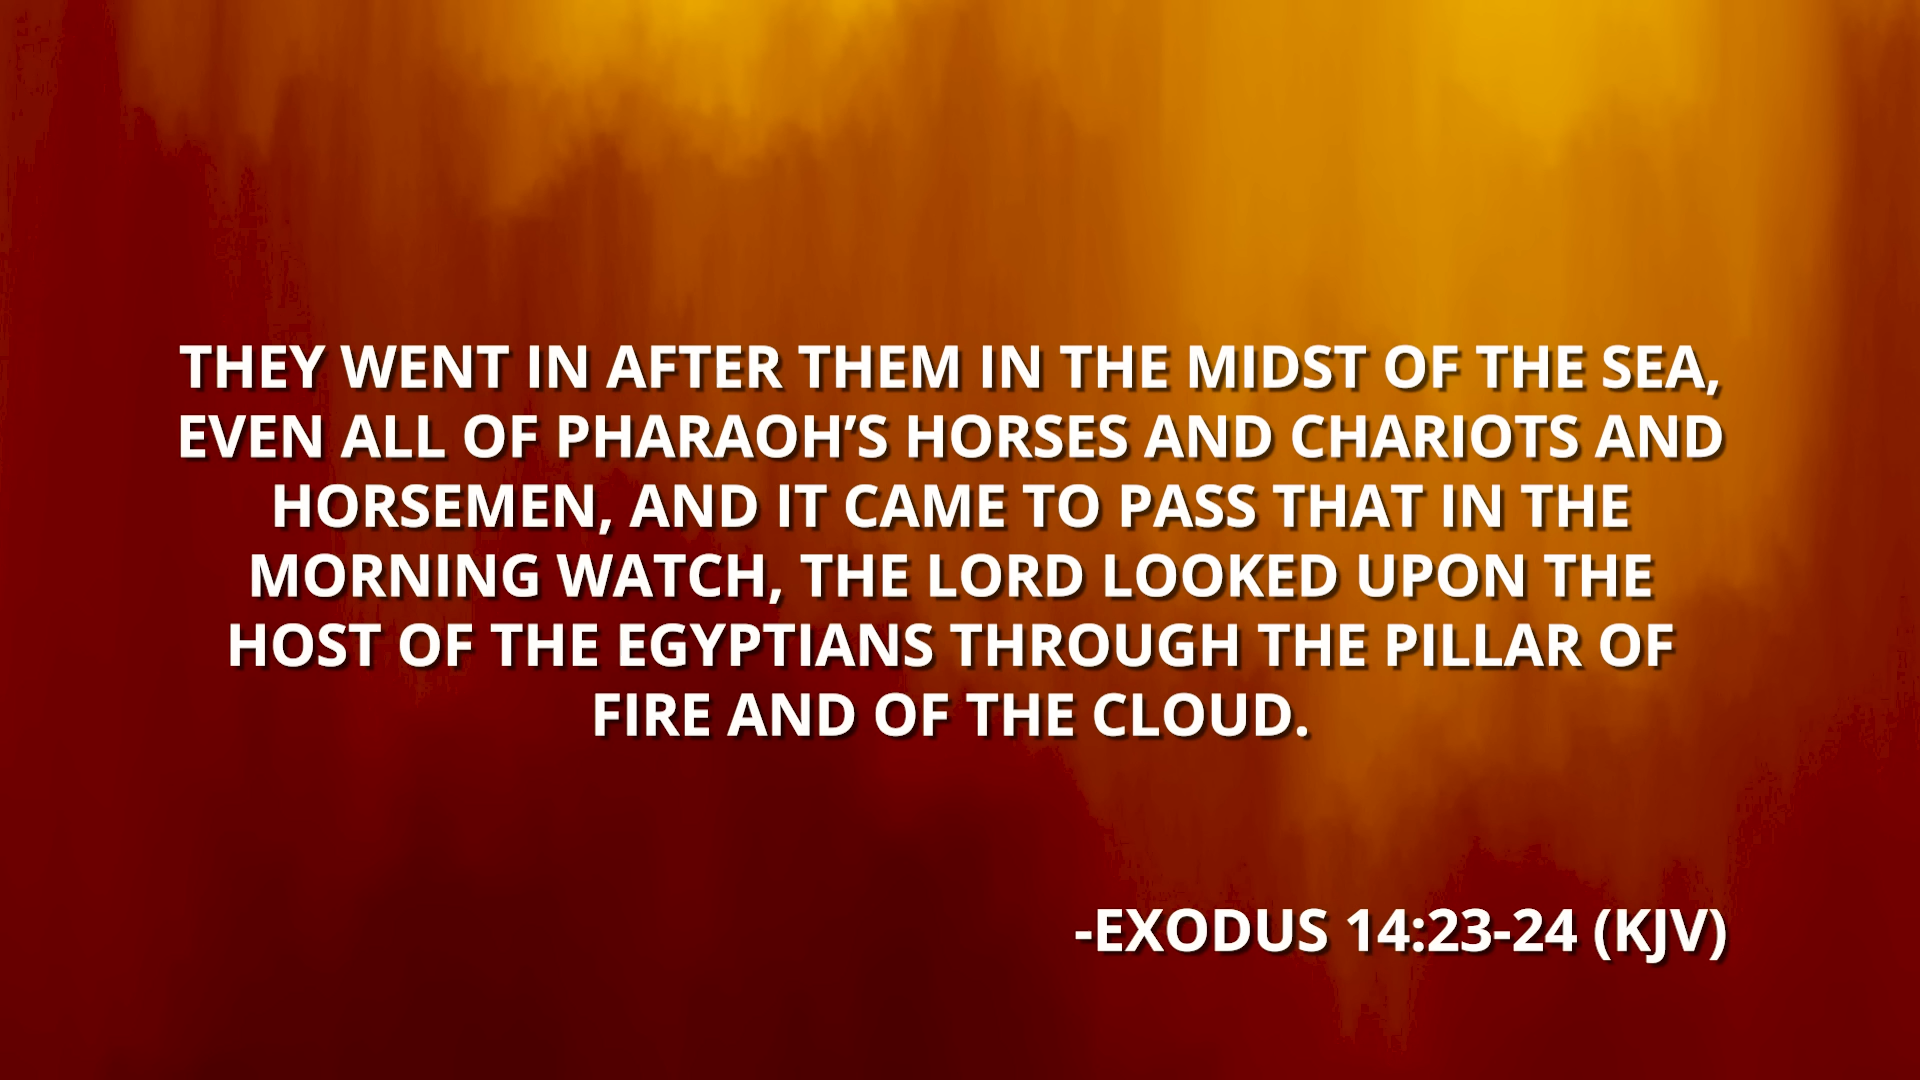 THEY WENT IN AFTER THEM IN THE MIDST OF THE SEA,
EVEN ALL OF PHARAOH’S HORSES AND CHARIOTS AND
HORSEMEN, AND IT CAME TO PASS THAT IN THE
MORNING WATCH, THE LORD LOOKED UPON THE
HOST OF THE EGYPTIANS THROUGH THE PILLAR OF
FIRE AND OF THE CLOUD.
-EXODUS 14:23-24 (KJV)